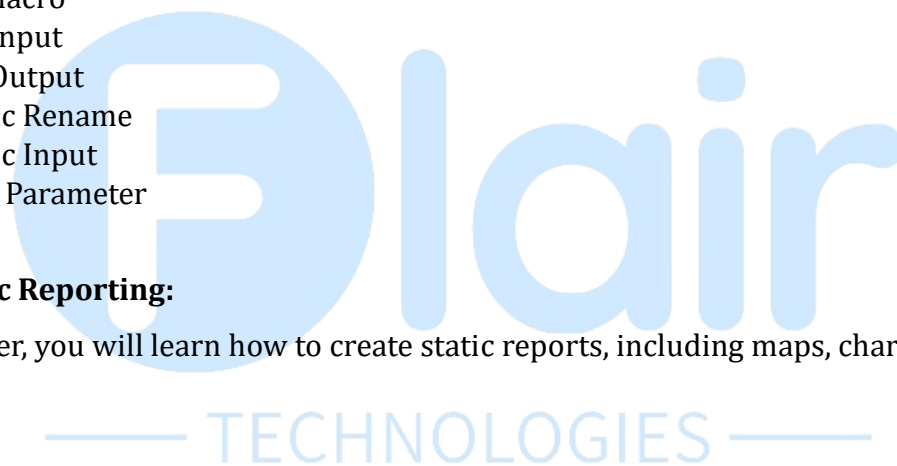 nput
Output
c Rename
c Input
Parameter
c Reporting:
er, you will learn how to create static reports, including maps, char
Flair
TECHNOLOGIES